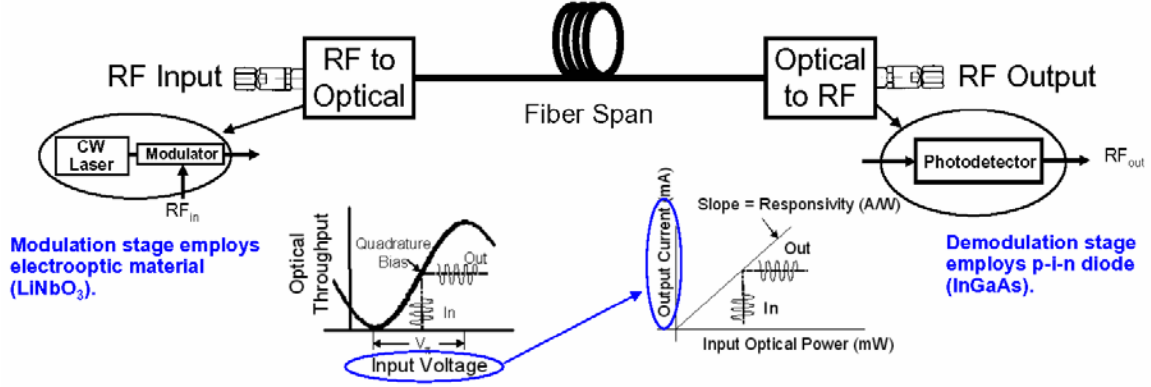 RF Input
RF to
Optical
Fiber Span
Optical
to RF
RF Output
CW
Laser
Modulator
RFin
Photodetector
RFout
Modulation stage employs
electrooptic material
(LiNbO3).
Optical
Throughput
Quadrature
Bias
Out
In
Vπ
Input Voltage
Output Current (mA)
Slope = Responsivity (A/W)
Out
In
Input Optical Power (mW)
Demodulation stage
employs p-i-n diode
(InGaAs).